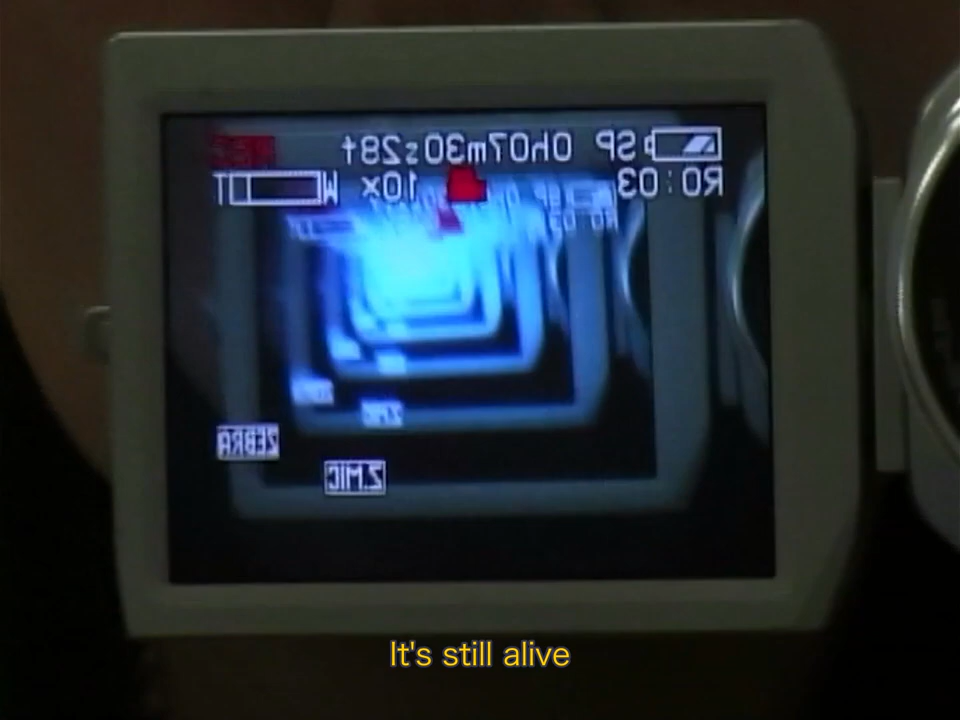 SP 0h07m30s28f
R0:03 10x W T
ZEBRA
Z.MIC
It's still alive